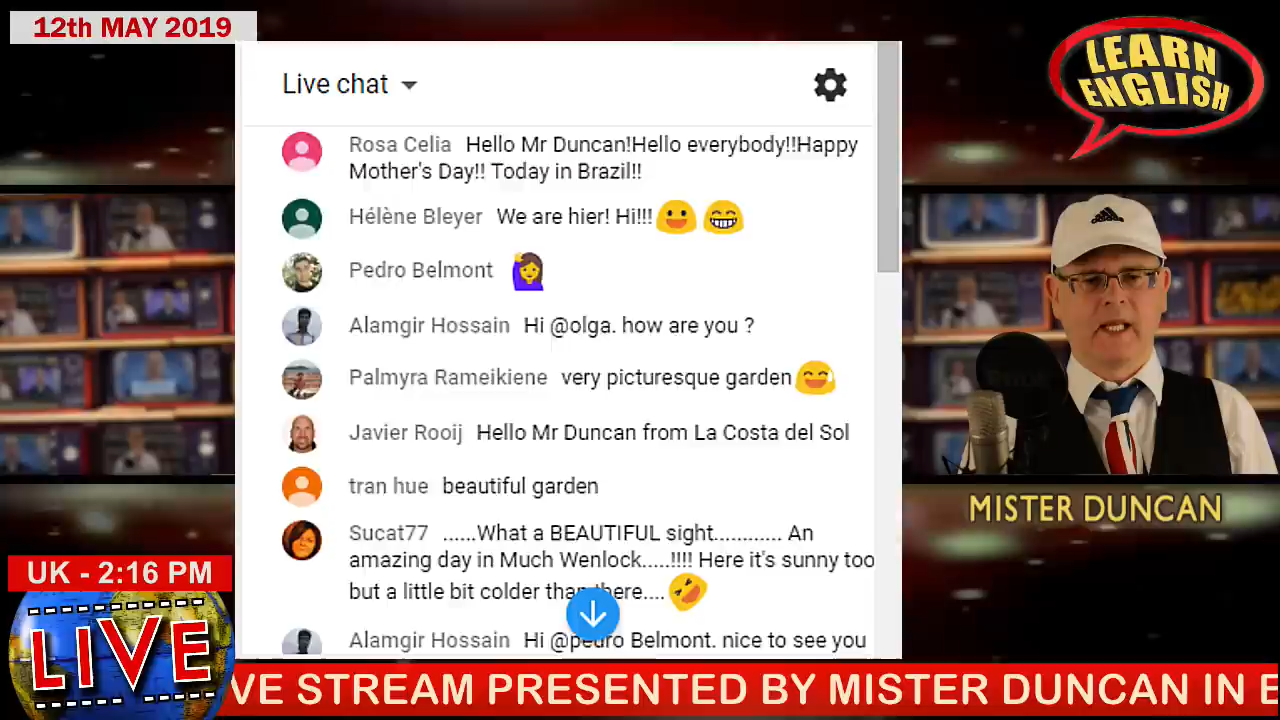 12th MAY 2019
LEARN
ENGLISH
Live chat
Rosa Celia Hello Mr Duncan!Hello everybody!!Happy
Mother's Day!! Today in Brazil!!
Hélène Bleyer We are hier! Hi!!!
Pedro Belmont
Alamgir Hossain Hi @olga. how are you ?
Palmyra Rameikiene very picturesque garden
Javier Rooij Hello Mr Duncan from La Costa del Sol
tran hue beautiful garden
Sucat77 ......What a BEAUTIFUL sight............ An
amazing day in Much Wenlock.....!!!! Here it's sunny too
but a little bit colder than there....
Alamgir Hossain Hi @pedro Belmont. nice to see you
MISTER DUNCAN
UK - 2:16 PM
LIVE
VE STREAM PRESENTED BY MISTER DUNCAN IN E